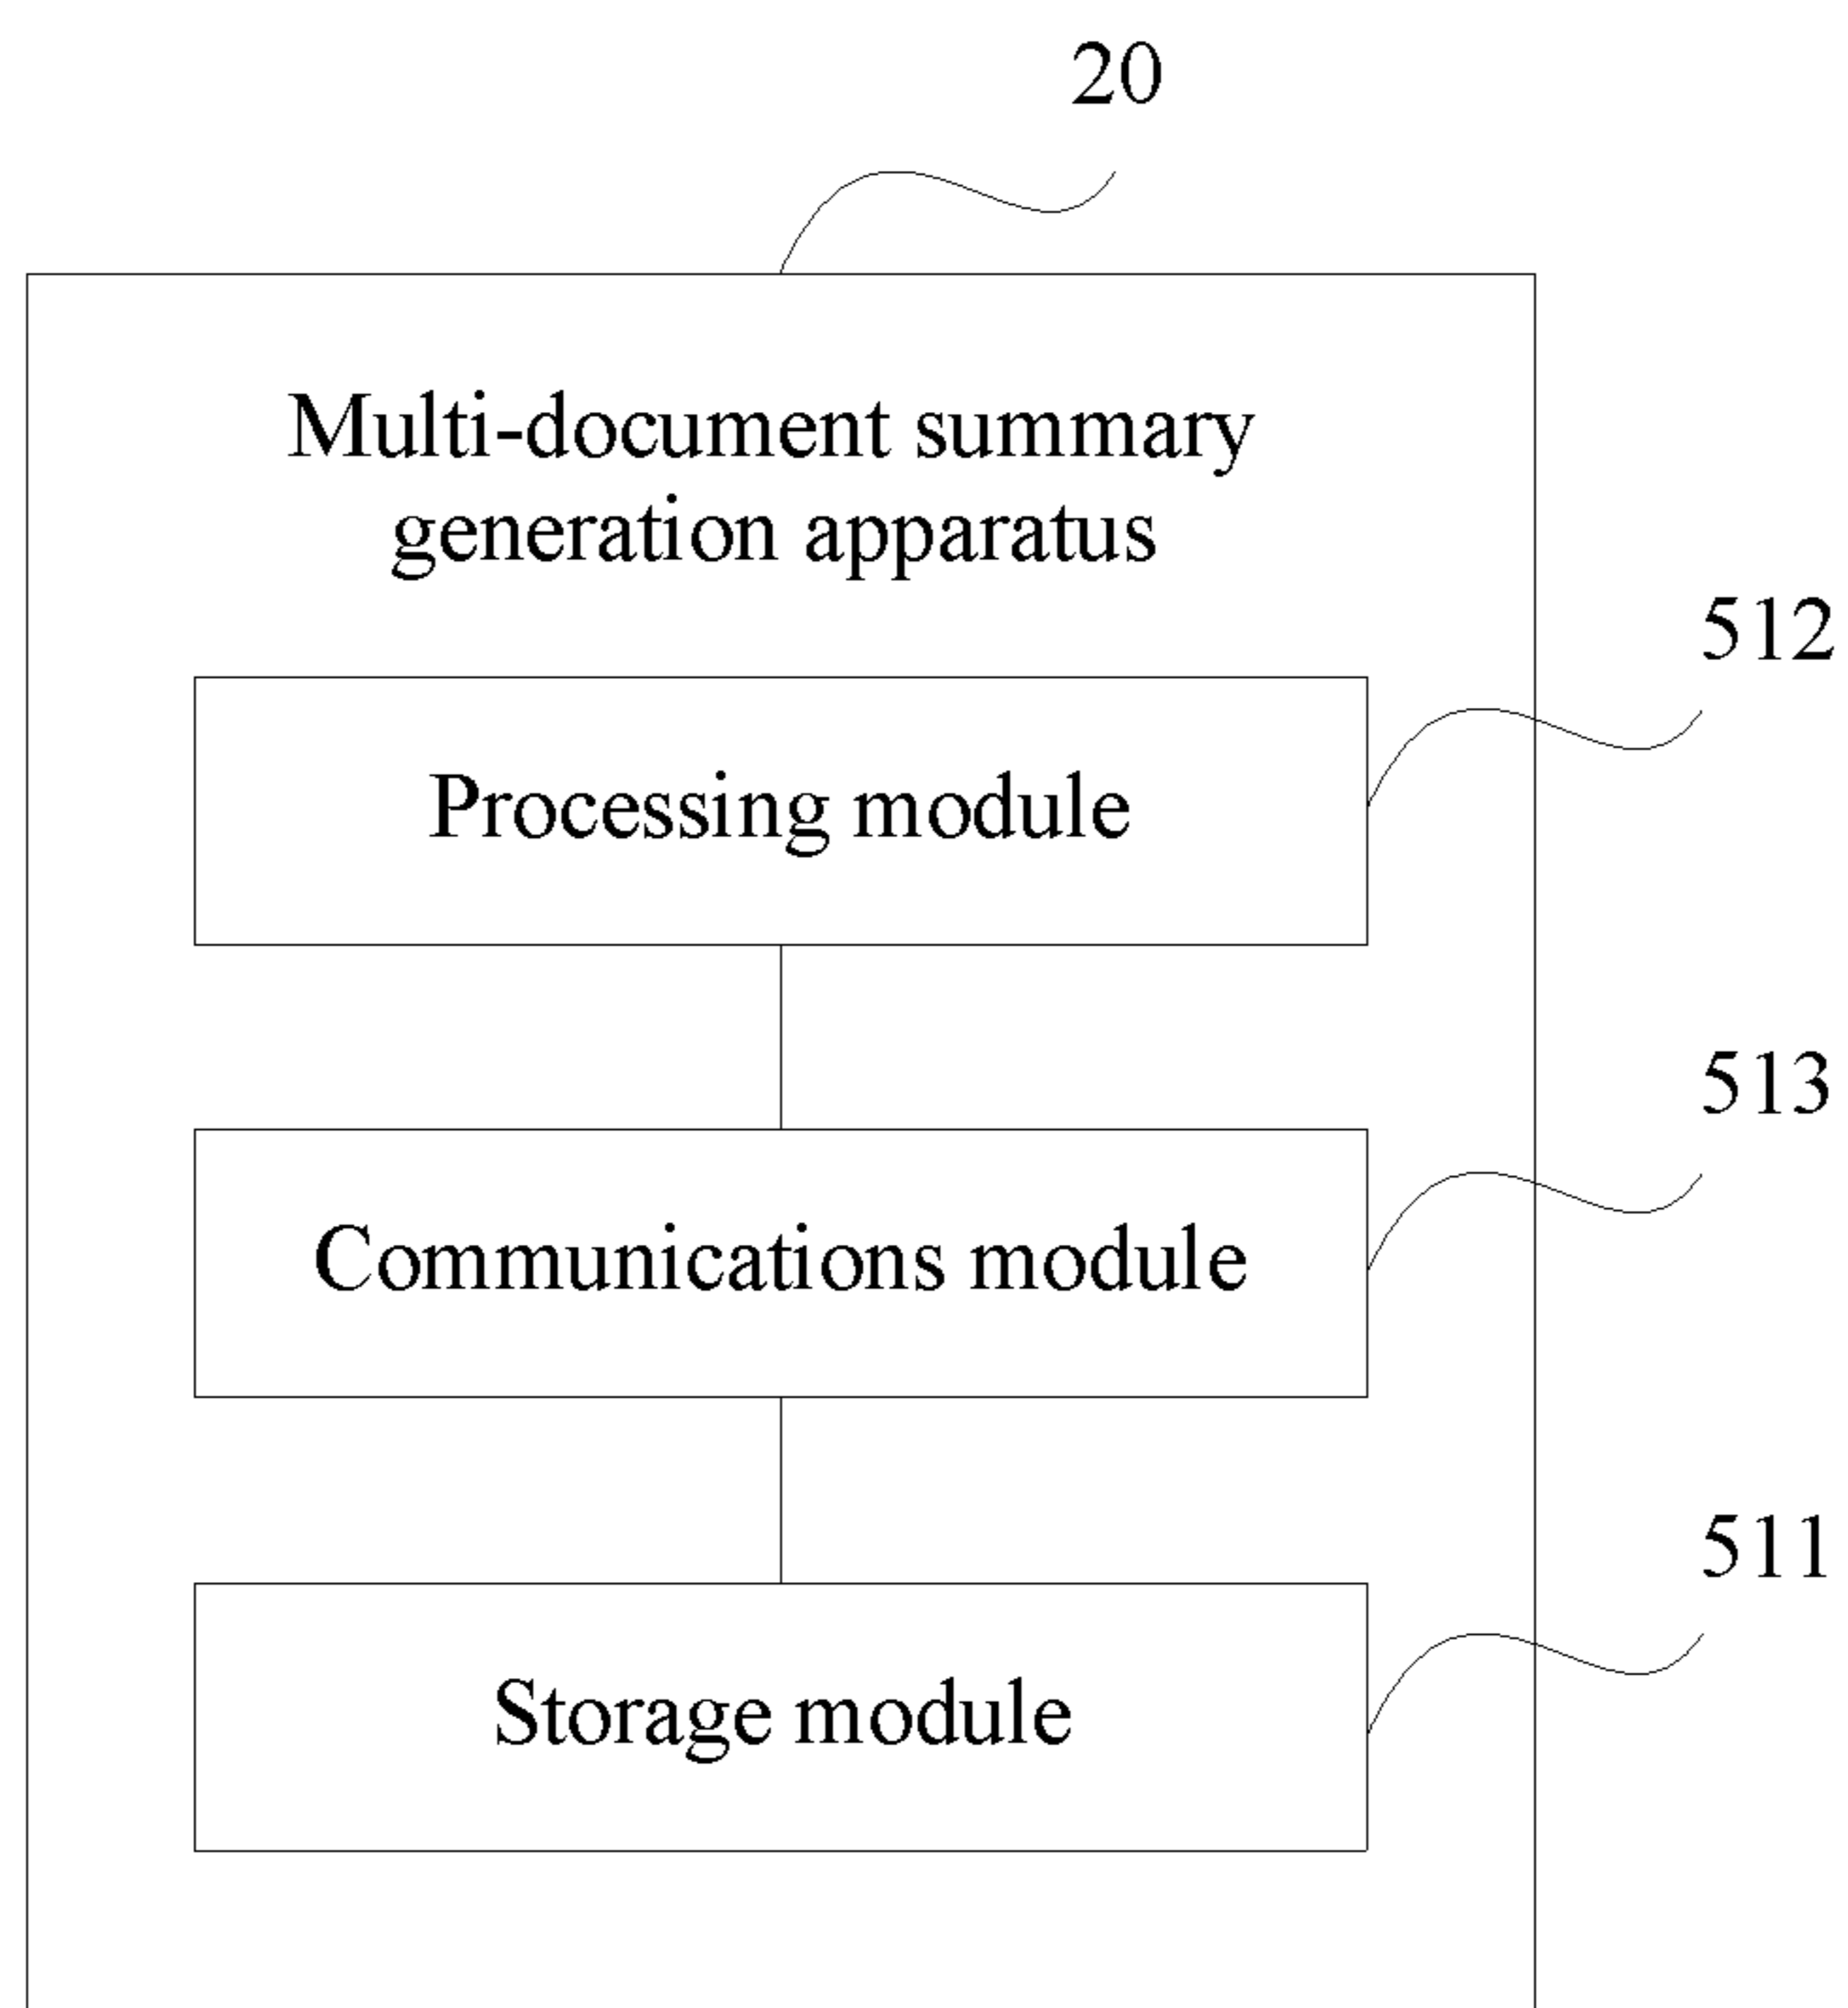 20
Multi-document summary
generation apparatus
512
Processing module
513
Communications module
511
Storage module